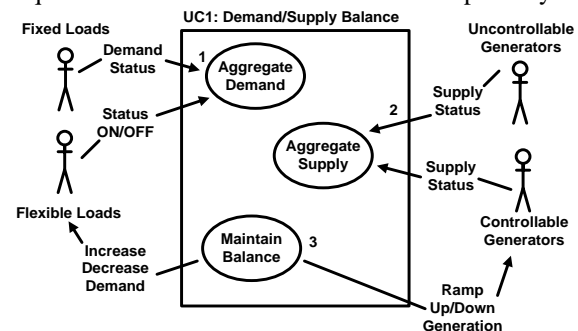 UC1: Demand/Supply Balance
Fixed Loads
Demand
Status
1
Aggregate
Demand
Uncontrollable
Generators
Status
ON/OFF
2
Supply
Status
Aggregate
Supply
Supply
Status
Flexible Loads
Controllable
Generators
Maintain
Balance
3
Increase
Decrease
Demand
Ramp
Up/Down
Generation